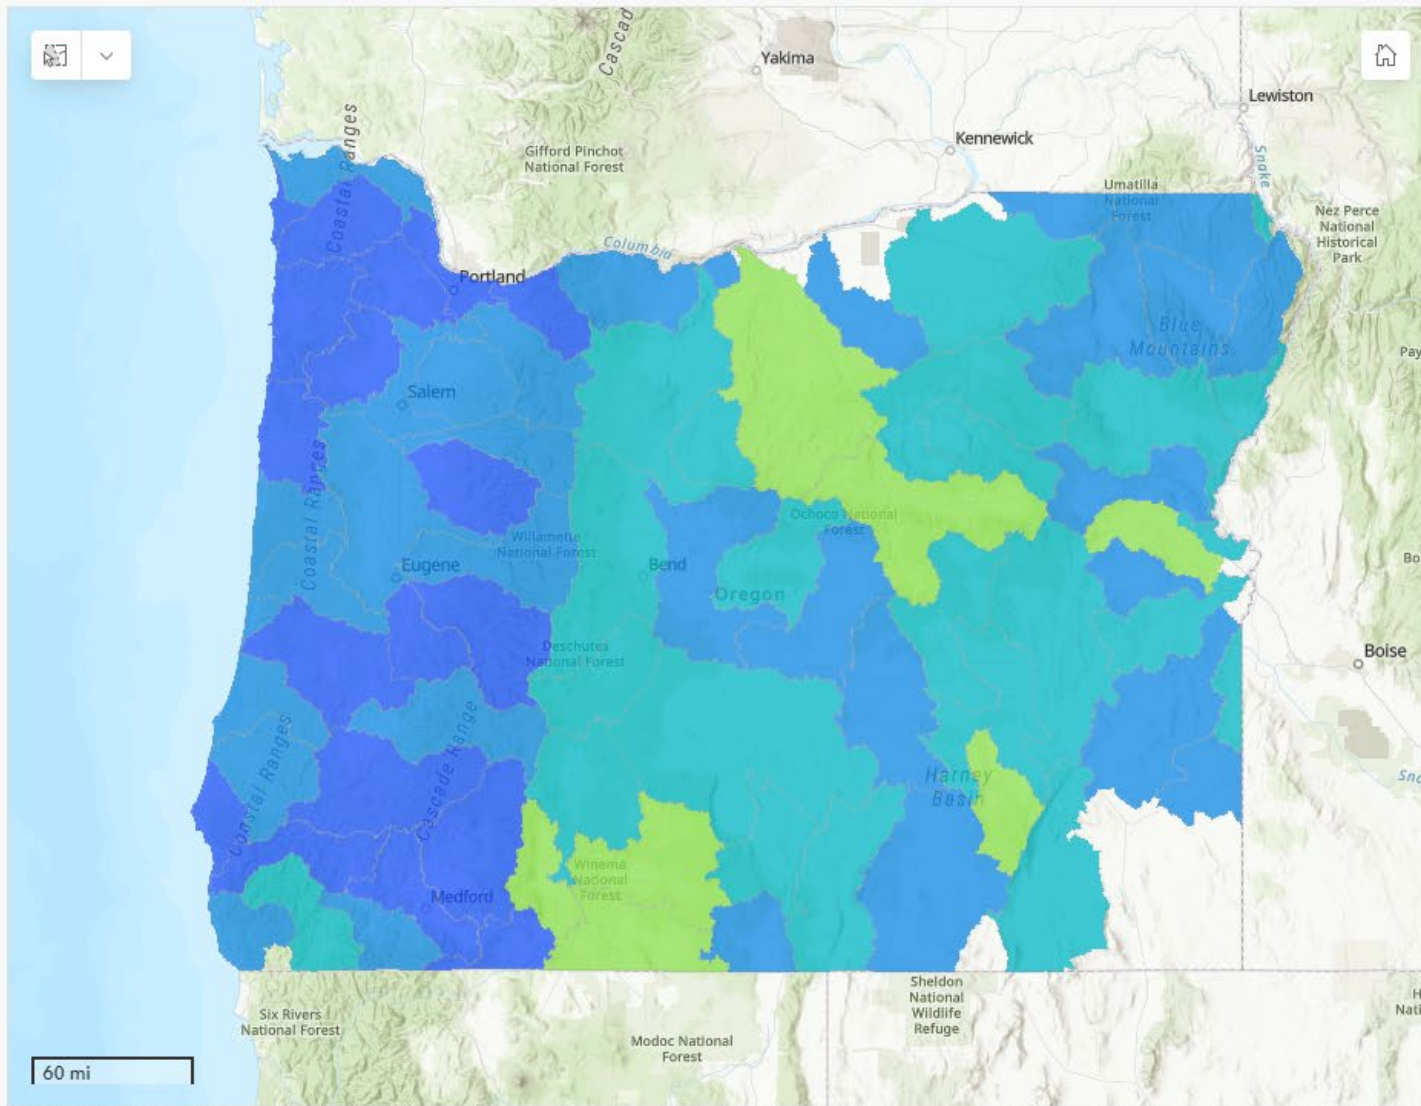 Cascad
Yakima
Lewiston
Kennewick
Coastal Ranges
Gifford Pinchot
National Forest
Snake
Umatilla
National
Forest
Nez Perce
National
Historical
Park
Columbia
Portland
Blue
Mountains
Pay
Salem
Coastal Ranges
Ochoco National
Forest
Willamette
National Forest
Eugene
Bend
Bo
Oregon
Deschutes
National Forest
Boise
Coastal Ranges
Cascade Range
Harney
Basin
Sna
Winema
National
Forest
Medford
Sheldon
National
Wildlife
Refuge
H
Nati
Six Rivers
National Forest
Modoc National
Forest
60 mi